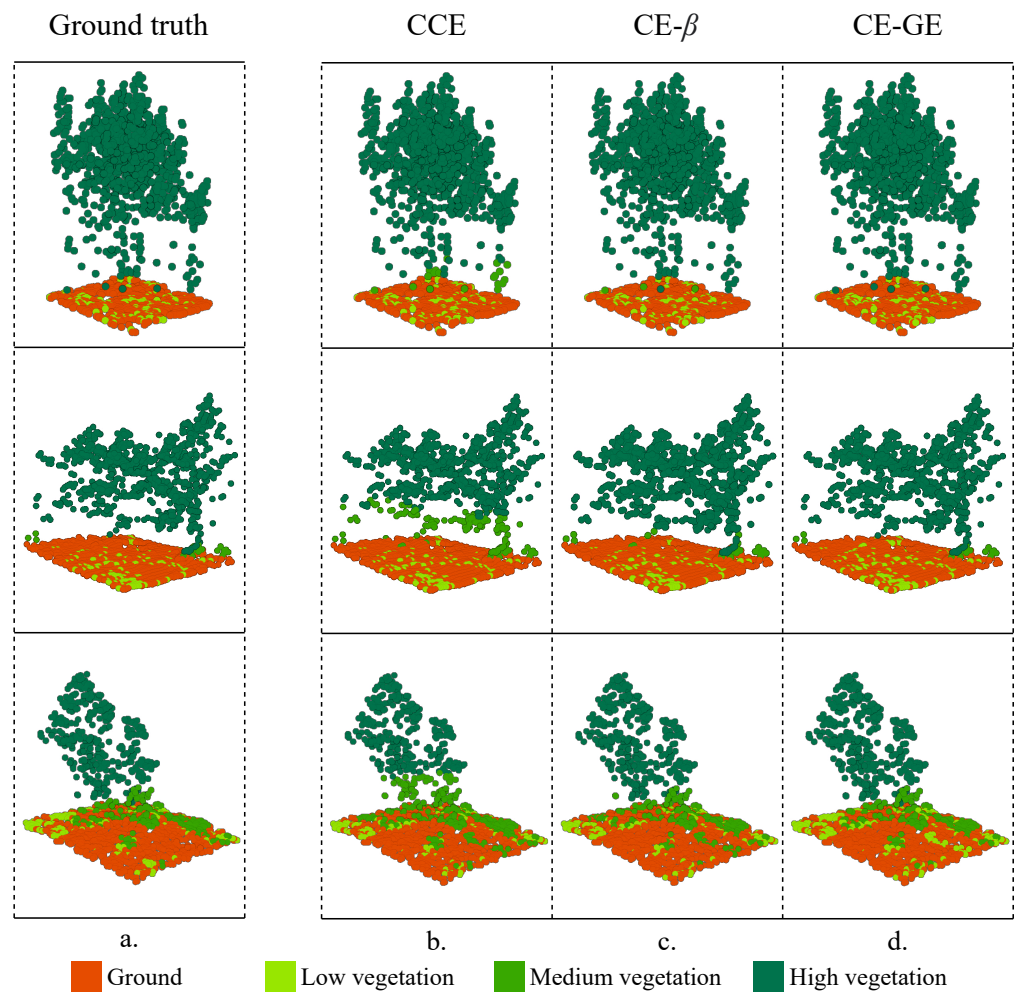 Ground truth CCE CE-β CE-GE
a. b. c. d.
Ground Low vegetation Medium vegetation High vegetation